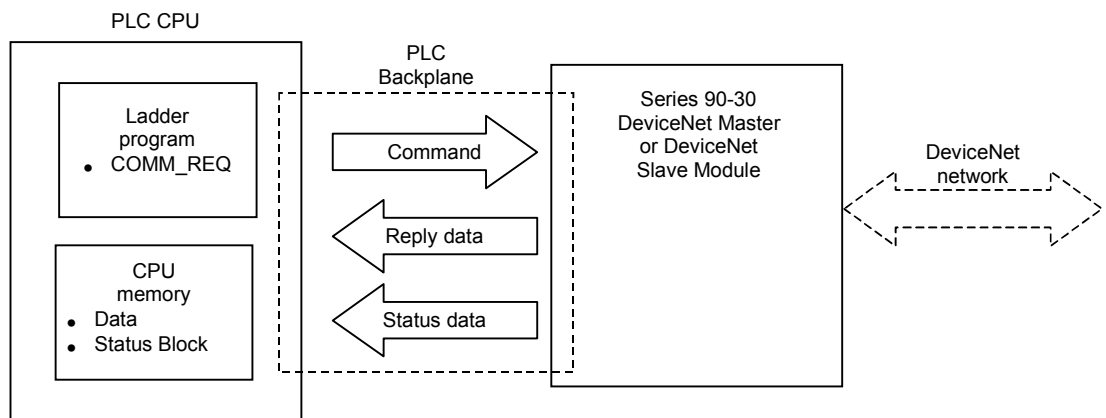 PLC CPU
Ladder
program
• COMM_REQ
CPU
memory
• Data
• Status Block
PLC
Backplane
Command
Reply data
Status data
Series 90-30
DeviceNet Master
or DeviceNet
Slave Module
DeviceNet
network